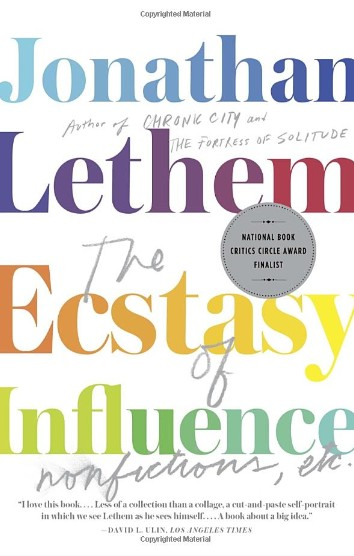 Copyrighted Material
Jonathan
Author of CHRONIC CITY and
THE FORTRESS OF SOLITUDE
Lethem
NATIONAL BOOK
CRITICS CIRCLE AWARD
FINALIST
The
Ecstasy
of
Influence
nonfictions, etc.
“I love this book. . . . Less of a collection than a collage, a cut-and-paste self-portrait
in which we see Lethem as he sees himself. . . . A book about a big idea.”
—DAVID L. ULIN, LOS ANGELES TIMES
Copyrighted Material